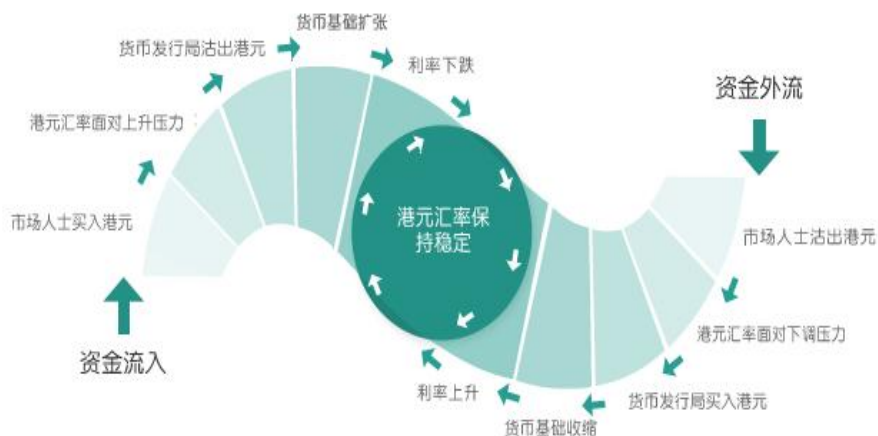 货币基础扩张
货币发行局沽出港元
利率下跌
港元汇率面对上升压力
市场人士买入港元
资金流入
港元汇率保
持稳定
资金外流
市场人士沽出港元
港元汇率面对下调压力
货币发行局买入港元
货币基础收缩
利率上升